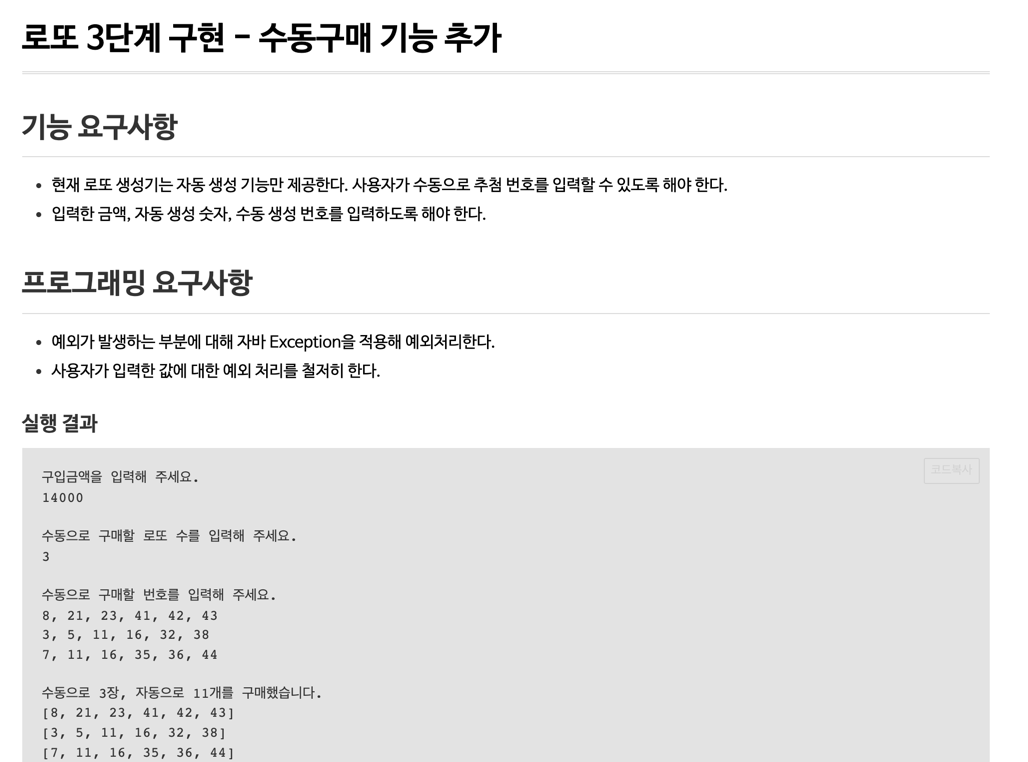 로또 3단계 구현 - 수동구매 기능 추가
기능 요구사항
• 현재 로또 생성기는 자동 생성 기능만 제공한다. 사용자가 수동으로 추첨 번호를 입력할 수 있도록 해야 한다.
• 입력한 금액, 자동 생성 숫자, 수동 생성 번호를 입력하도록 해야 한다.
프로그래밍 요구사항
• 예외가 발생하는 부분에 대해 자바 Exception을 적용해 예외처리한다.
• 사용자가 입력한 값에 대한 예외 처리를 철저히 한다.
실행 결과
코드복사
구입금액을 입력해 주세요.
14000
수동으로 구매할 로또 수를 입력해 주세요.
3
수동으로 구매할 번호를 입력해 주세요.
8, 21, 23, 41, 42, 43
3, 5, 11, 16, 32, 38
7, 11, 16, 35, 36, 44
수동으로 3장, 자동으로 11개를 구매했습니다.
[8, 21, 23, 41, 42, 43]
[3, 5, 11, 16, 32, 38]
[7, 11, 16, 35, 36, 44]